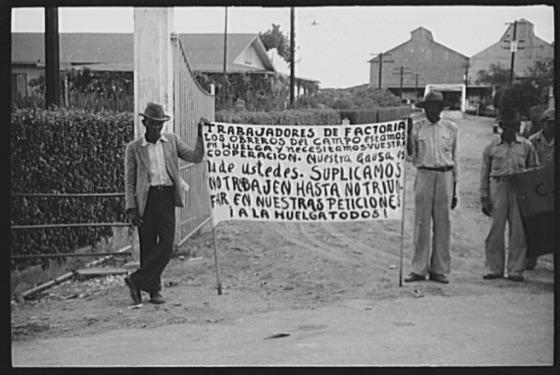 TRABAJADORES DE FACTORIA
LOS OBREROS DEL CAMPO ESTAMOS
EN HUELGA Y NECESITAMOS VUESTRA
COOPERACION. NUESTRA CAUSA ES
la de ustedes. SUPLICAMOS
NO TRABAJEN HASTA NO TRIUN-
FAR EN NUESTRAS PETICIONES
¡A LA HUELGA TODOS!
C